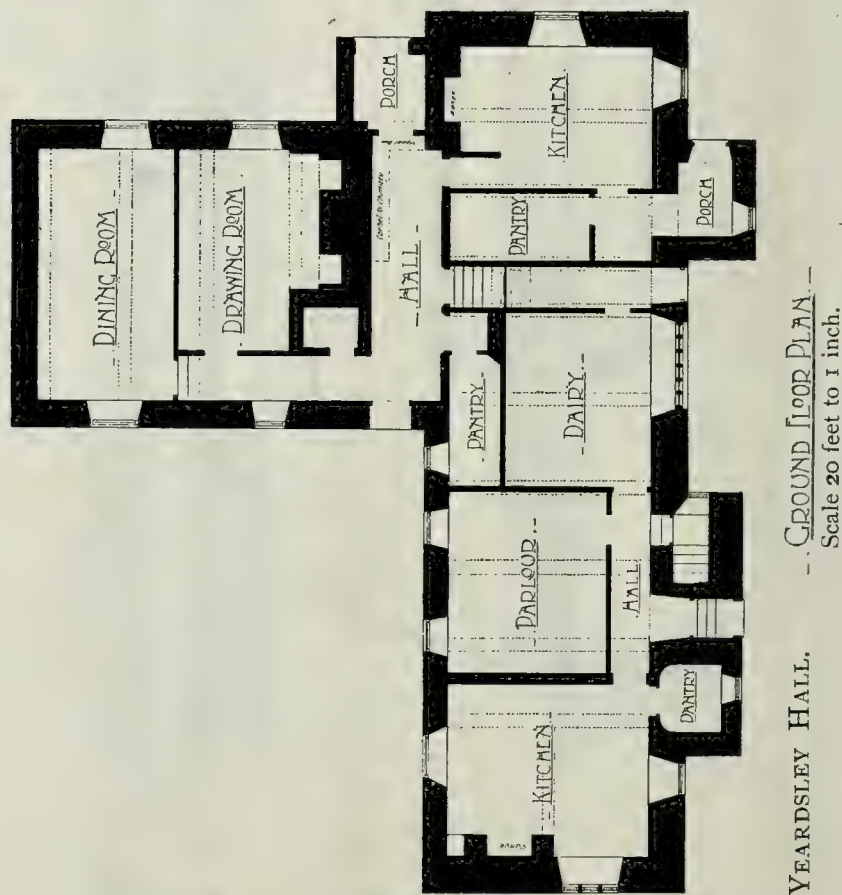 PORCH
KITCHEN
DINING ROOM
DRAWING ROOM
HALL
PANTRY
PORCH
PANTRY
DAIRY
PARLOUR
HALL
KITCHEN
PANTRY
YEARDSLEY HALL.
GROUND FLOOR PLAN
Scale 20 feet to 1 inch.